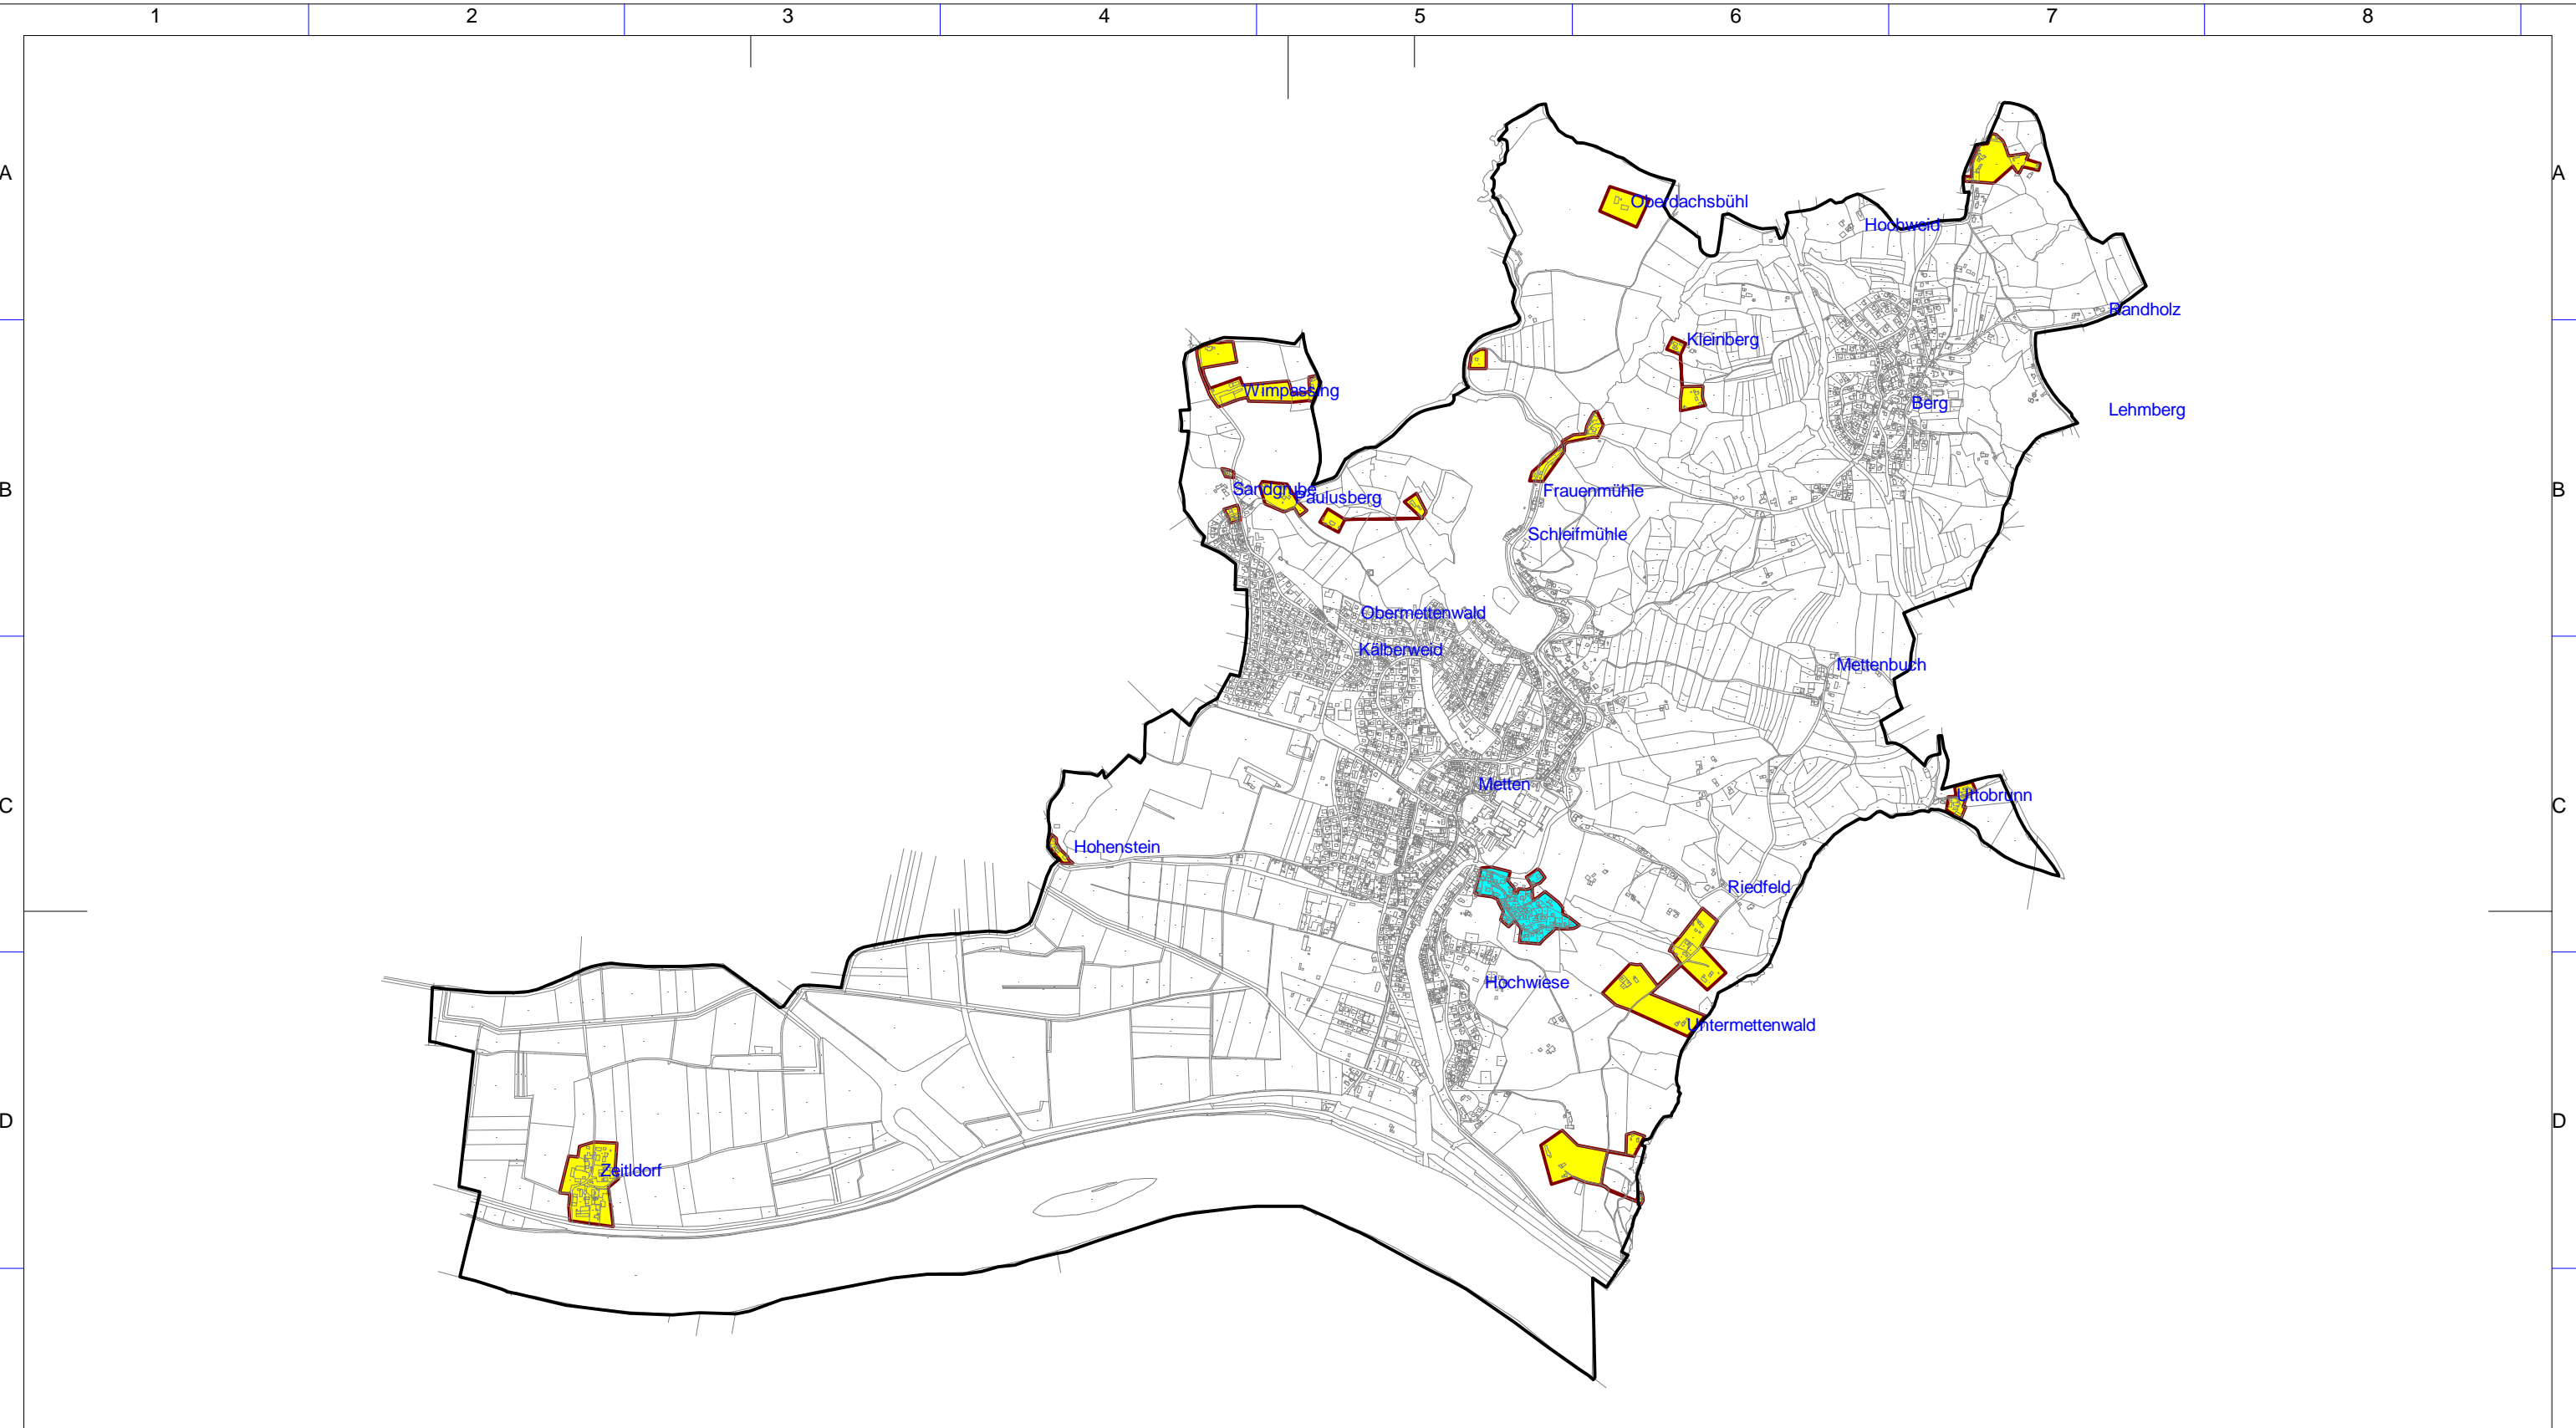 1 2 3 4 5 6 7 8
A A
Oberdachsbühl
Hochweid
Randholz
Kleinberg
Wimpassing
Berg
Lehmberg
B B
Sandgrube
Paulusberg
Frauenmühle
Schleifmühle
Obermettenwald
Kälberweid
Mettenbuch
Metten
Uttobrunn
C C
Hohenstein
Riedfeld
Hochwiese
Untermettenwald
D D
Zeitldorf